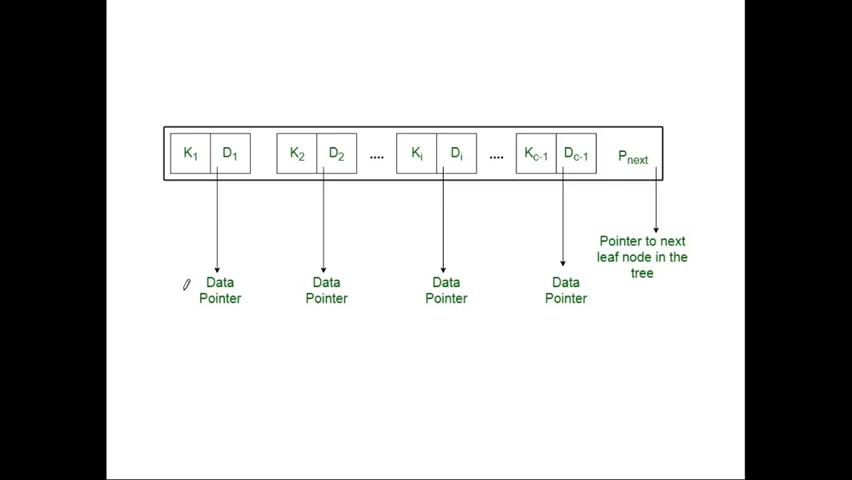 K1 D1 K2 D2 .... Ki Di .... Kc-1 Dc-1 Pnext
Pointer to next
leaf node in the
tree
Data
Pointer
Data
Pointer
Data
Pointer
Data
Pointer